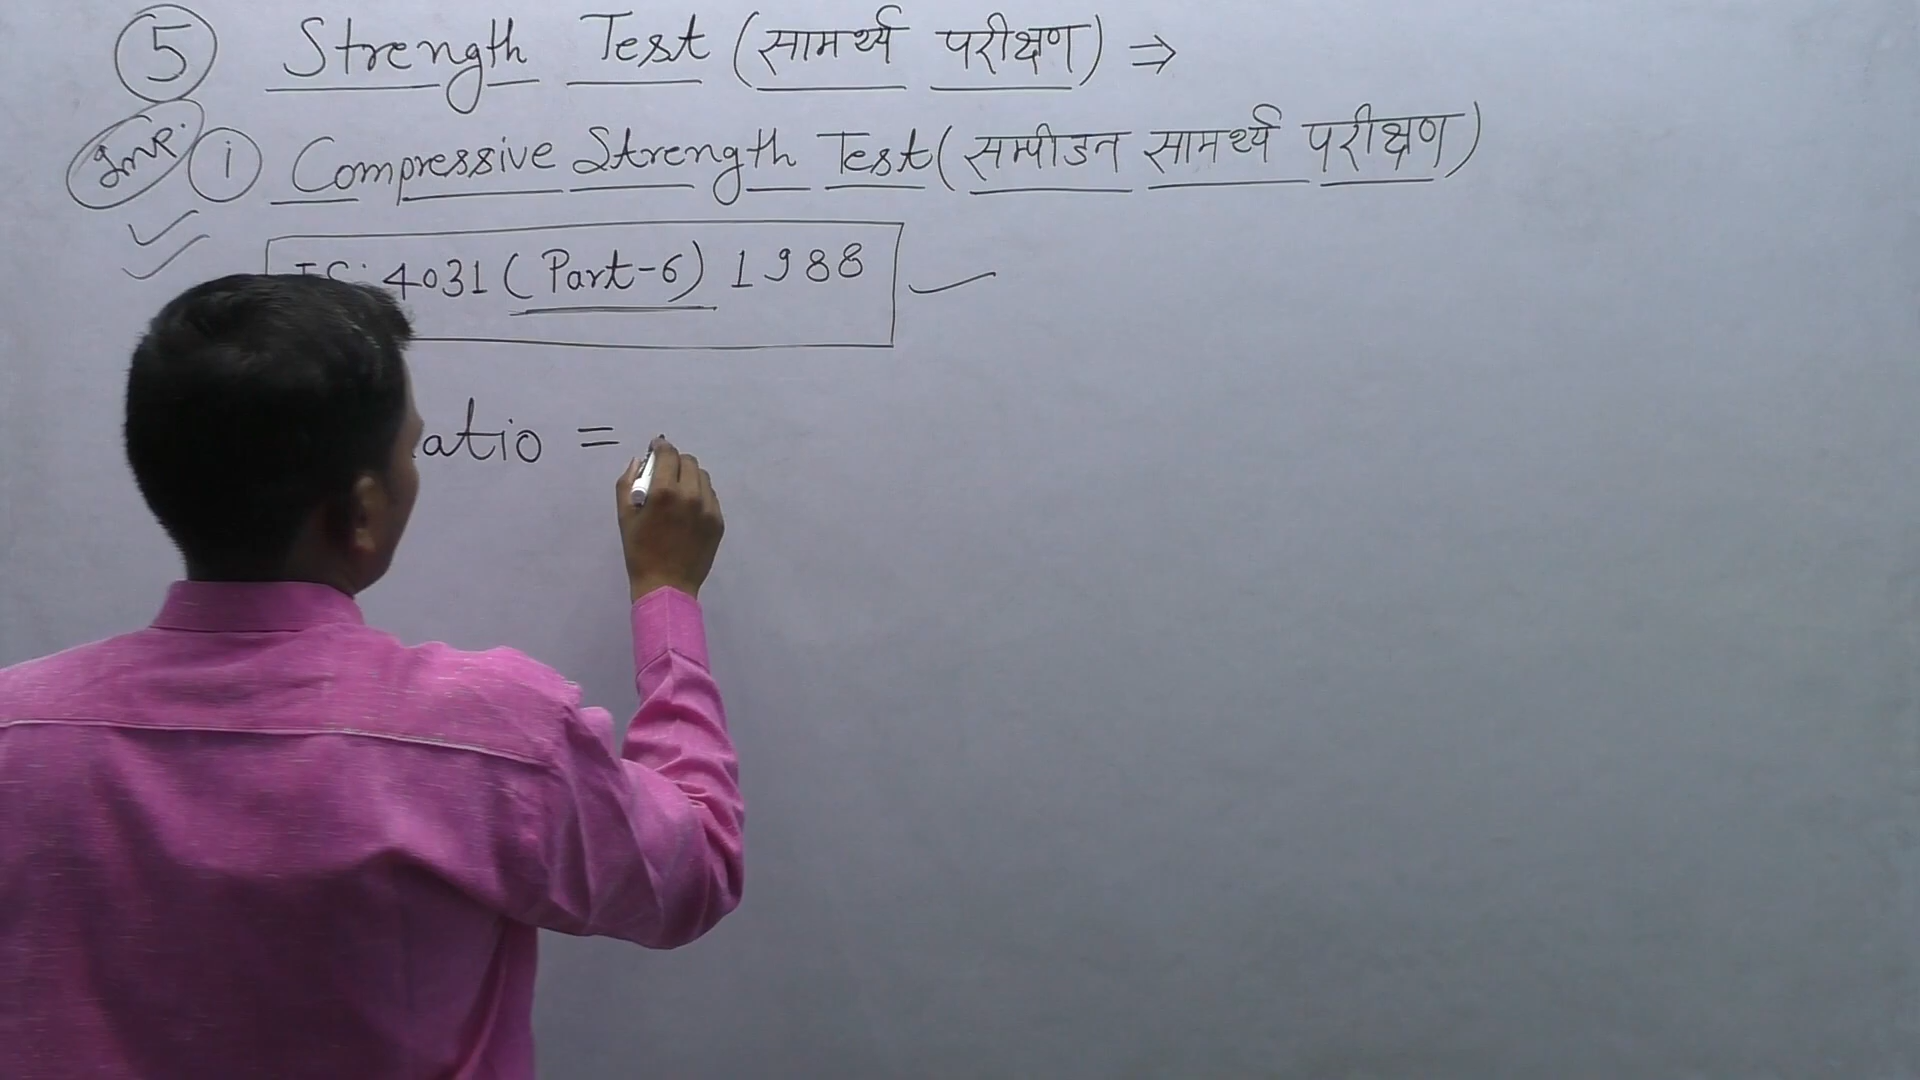 5 Strength Test (सामर्थ्य परीक्षण) ⇒
Imp. i Compressive Strength Test (सम्पीडन सामर्थ्य परीक्षण)
IS: 4031 (Part-6) 1988
atio =